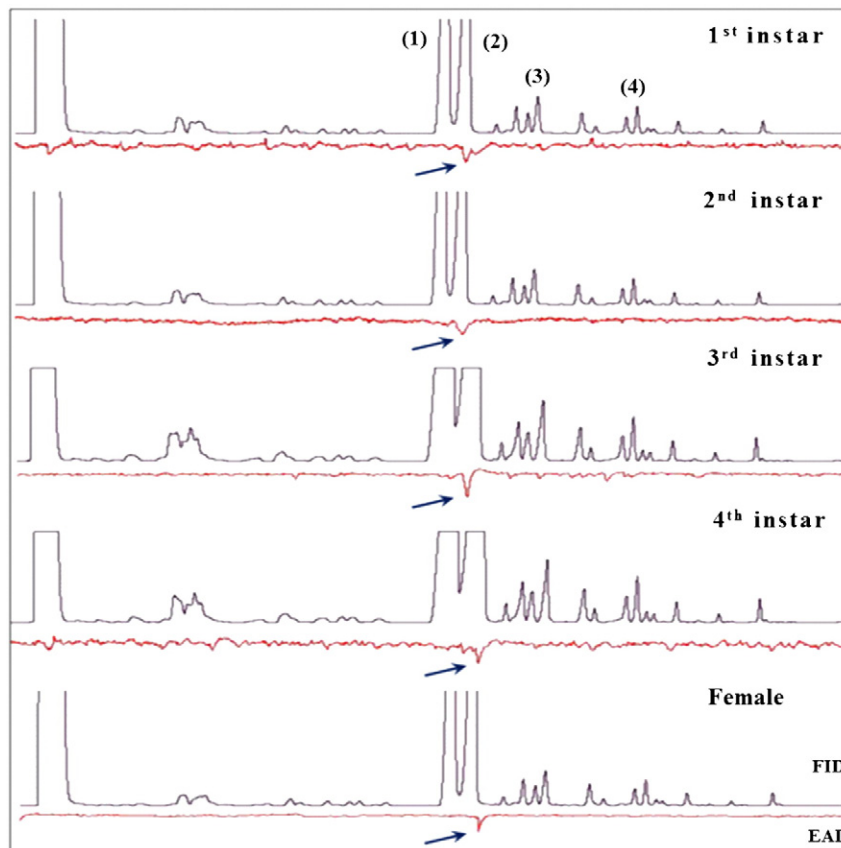 1st instar
(1) (2)
(3) (4)
2nd instar
3rd instar
4th instar
Female
FID
EAD